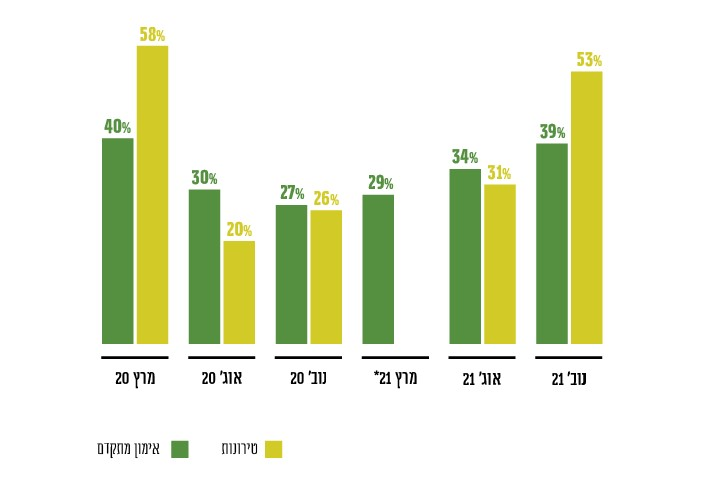 58%
53%
40%
39%
34%
31%
30%
29%
27%
26%
20%
מרץ 20
אוג' 20
נוב' 20
מרץ 21*
אוג' 21
נוב' 21
אימון מתקדם
טירונות